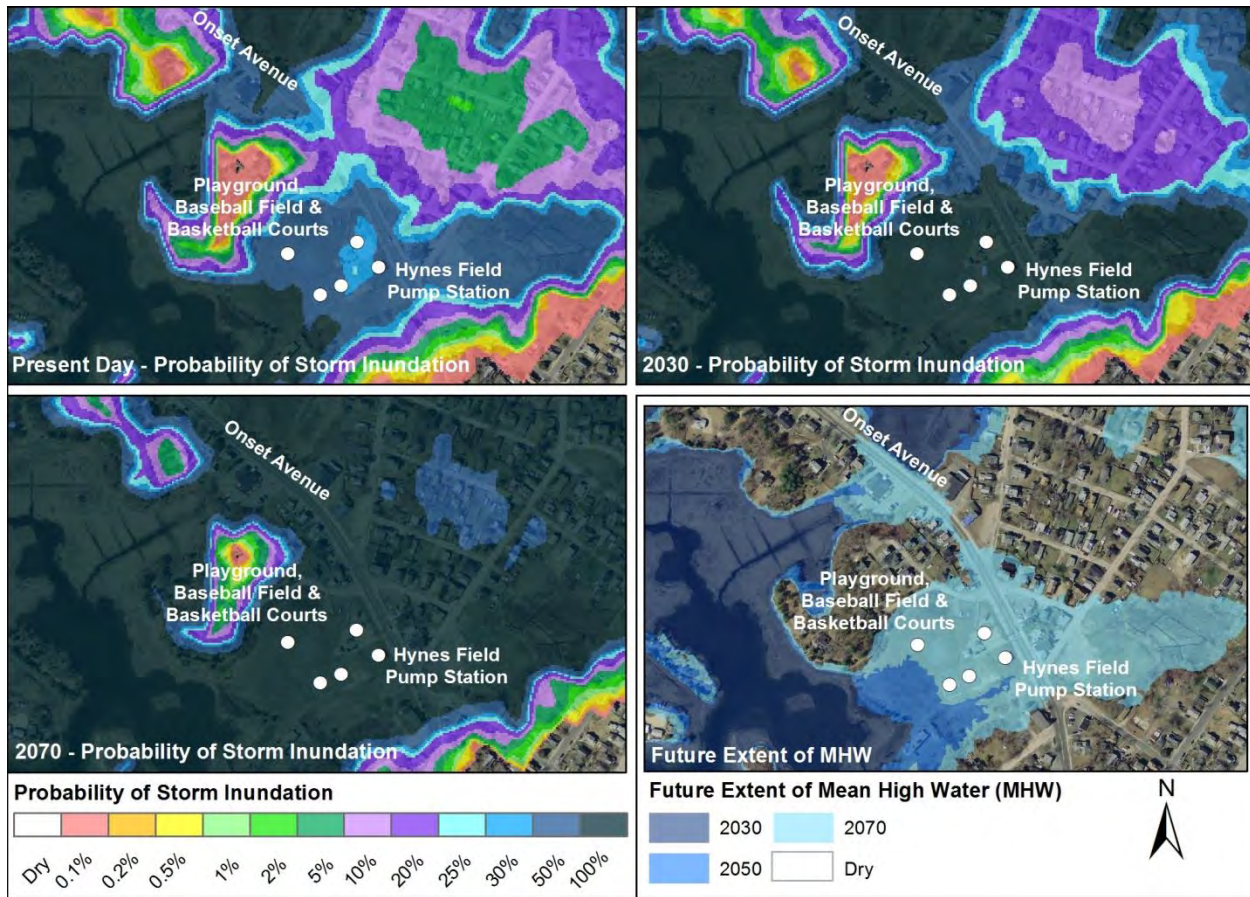 Onset Avenue
Playground,
Baseball Field &
Basketball Courts
Hynes Field
Pump Station
Present Day - Probability of Storm Inundation
Onset Avenue
Playground,
Baseball Field &
Basketball Courts
Hynes Field
Pump Station
2030 - Probability of Storm Inundation
Onset Avenue
Playground,
Baseball Field &
Basketball Courts
Hynes Field
Pump Station
2070 - Probability of Storm Inundation
Onset Avenue
Playground,
Baseball Field &
Basketball Courts
Hynes Field
Pump Station
Future Extent of MHW
Probability of Storm Inundation
Dry 0.1% 0.2% 0.5% 1% 2% 5% 10% 20% 25% 30% 50% 100%
Future Extent of Mean High Water (MHW)
2030 2070
2050 Dry
N